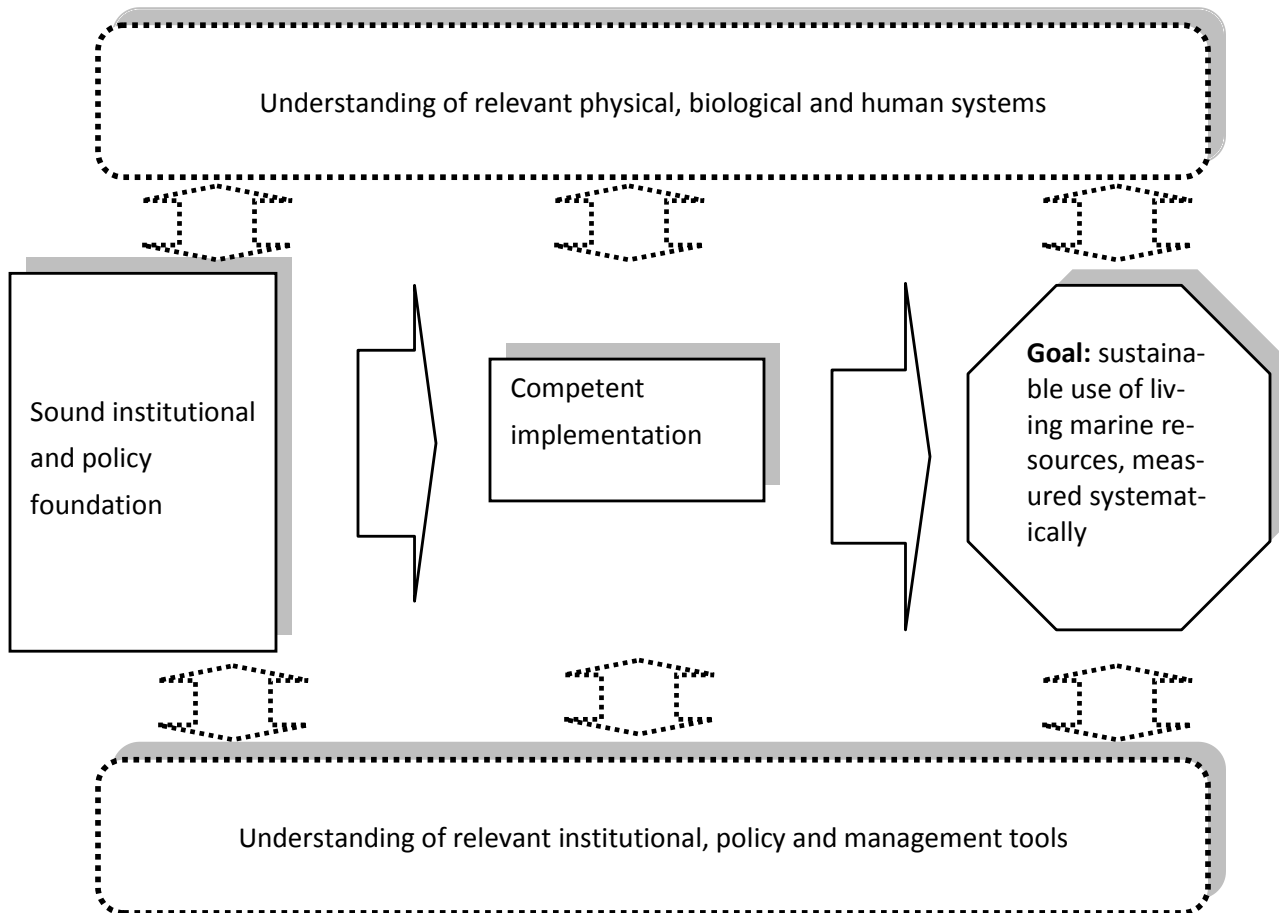 Understanding of relevant physical, biological and human systems
Sound institutional
and policy
foundation
Competent
implementation
Goal: sustaina-
ble use of liv-
ing marine re-
sources, meas-
ured systemat-
ically
Understanding of relevant institutional, policy and management tools